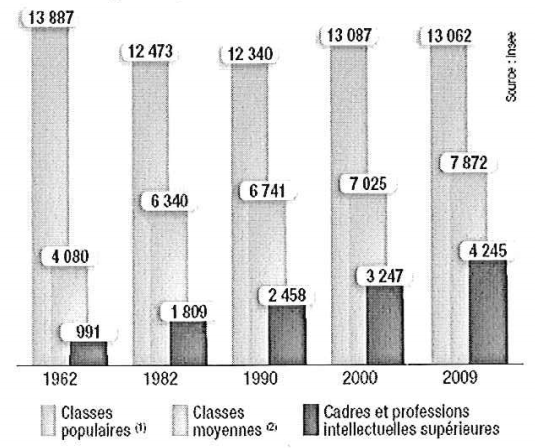 13 887
12 473
12 340
13 087
13 062
Source : Insee
4 080
6 340
6 741
7 025
7 872
991
1 809
2 458
3 247
4 245
1962
1982
1990
2000
2009
Classes
populaires (1)
Classes
moyennes (2)
Cadres et professions
intellectuelles supérieures